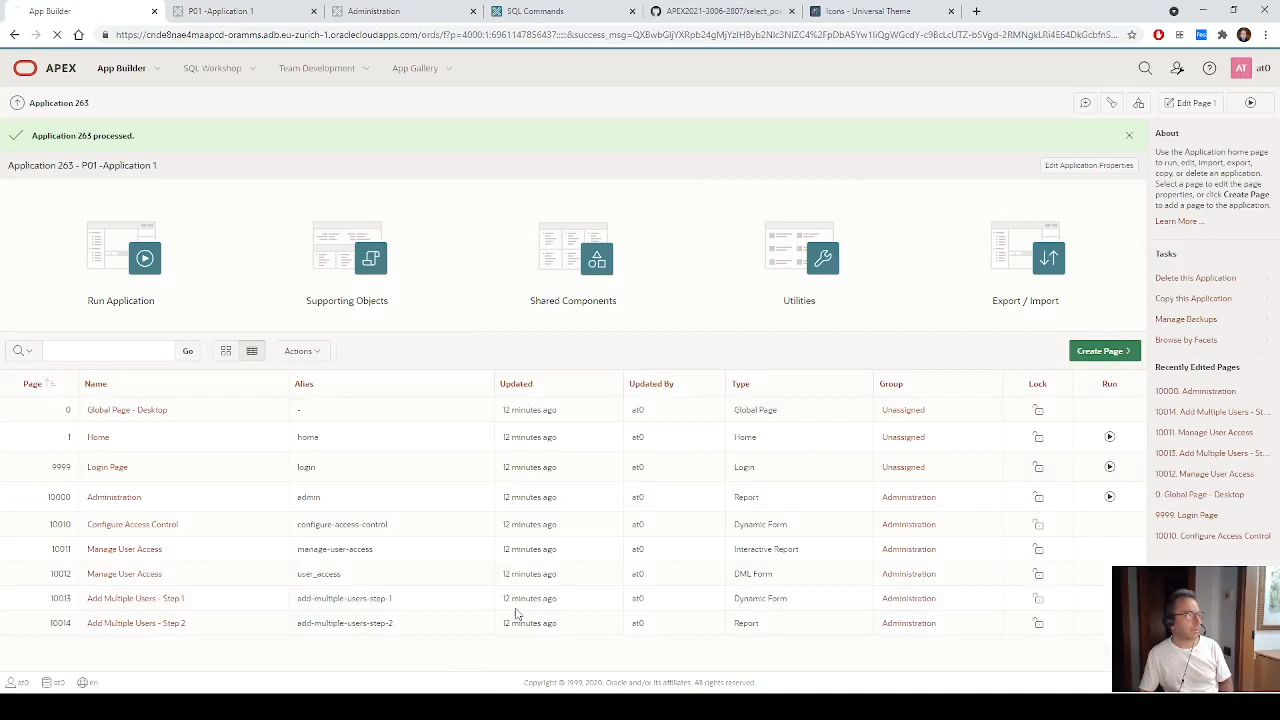 App Builder
P01 -Application 1
Administration
SQL Commands
APEX2021-3006-2807/select_por
Icons - Universal Theme
APEX
App Builder
SQL Workshop
Team Development
App Gallery
AT
at0
Application 263
Edit Page 1
Application 263 processed.
Application 263 - P01 -Application 1
Edit Application Properties
Run Application
Supporting Objects
Shared Components
Utilities
Export / Import
Go
Actions
Create Page
Page Name Alias Updated Updated By Type Group Lock Run
0 Global Page - Desktop - 12 minutes ago at0 Global Page Unassigned
1 Home home 12 minutes ago at0 Home Unassigned
9999 Login Page login 12 minutes ago at0 Login Unassigned
10000 Administration admin 12 minutes ago at0 Report Administration
10010 Configure Access Control configure-access-control 12 minutes ago at0 Dynamic Form Administration
10011 Manage User Access manage-user-access 12 minutes ago at0 Interactive Report Administration
10012 Manage User Access user_access 12 minutes ago at0 DML Form Administration
10013 Add Multiple Users - Step 1 add-multiple-users-step-1 12 minutes ago at0 Dynamic Form Administration
10014 Add Multiple Users - Step 2 add-multiple-users-step-2 12 minutes ago at0 Report Administration
About
Use the Application home page
to run, edit, import, export,
copy, or delete an application.
Select a page to edit the page
properties, or click Create Page
to add a page to the application.
Learn More ...
Tasks
Delete this Application
Copy this Application
Manage Backups
Browse by Facets
Recently Edited Pages
10000. Administration
10014. Add Multiple Users - St...
10011. Manage User Access
10013. Add Multiple Users - St...
10012. Manage User Access
0. Global Page - Desktop
9999. Login Page
10010. Configure Access Control
at0
at0
en
Copyright © 1999, 2020, Oracle and/or its affiliates. All rights reserved.